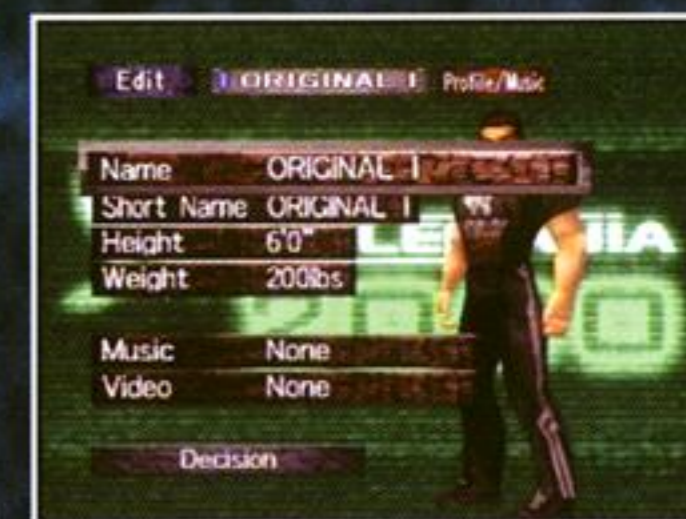 Edit ORIGINAL 1 Profile/Music
Name ORIGINAL 1
Short Name ORIGINAL 1
Height 6'0"
Weight 200lbs
2000
Music None
Video None
Decision